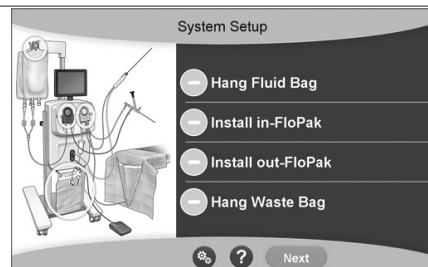 System Setup
Hang Fluid Bag
Install in-FloPak
Install out-FloPak
Hang Waste Bag
?
Next